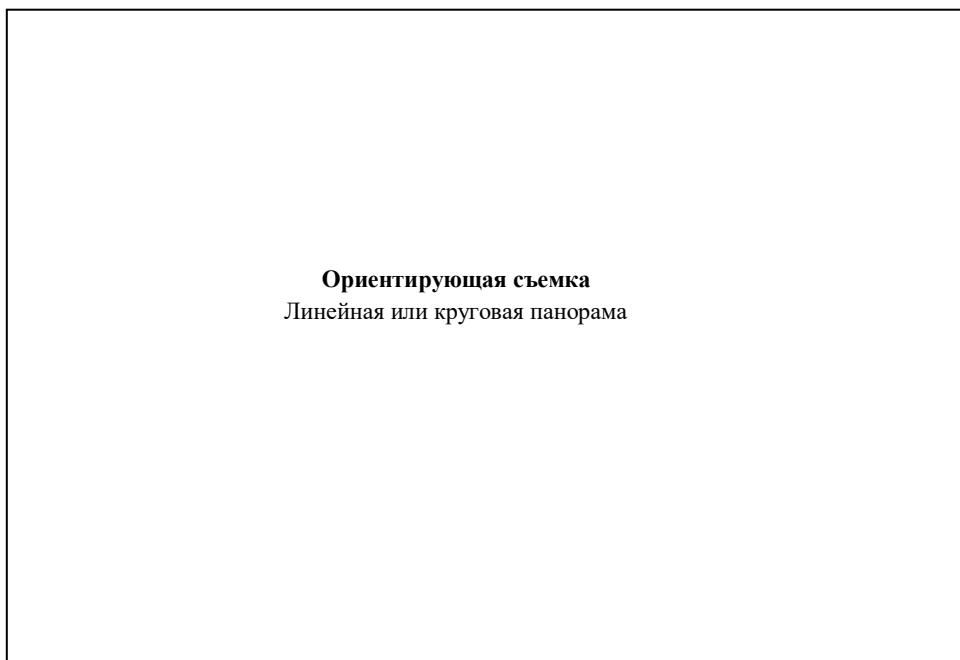 Ориентирующая съемка
Линейная или круговая панорама